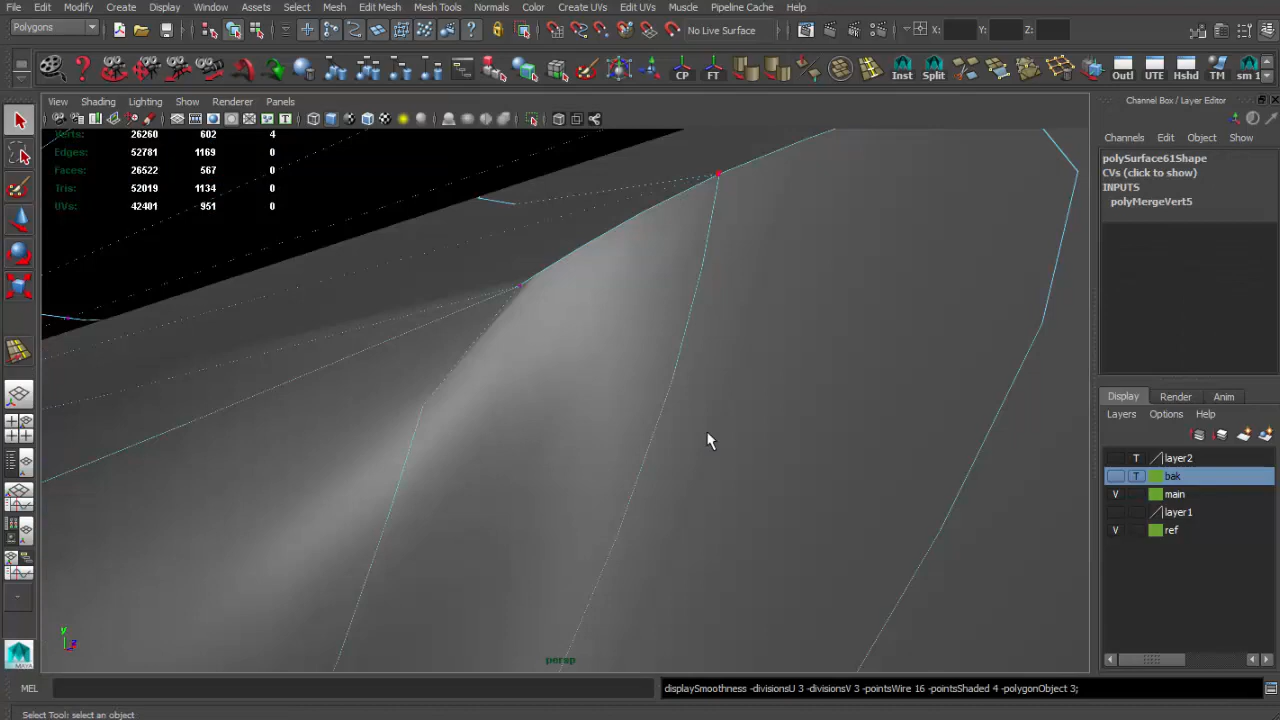 File Edit Modify Create Display Window Assets Select Mesh Edit Mesh Mesh Tools Normals Color Create UVs Edit UVs Muscle Pipeline Cache Help
Polygons No Live Surface X: Y: Z:
CP FT Inst Split Outl UTE Hshd TM sm 1
View Shading Lighting Show Renderer Panels Channel Box / Layer Editor
Verts: 26260 602 4
Edges: 52781 1169 0
Faces: 26522 567 0
Tris: 52019 1134 0
UVs: 42401 951 0
Channels Edit Object Show
polySurface61Shape
CVs (click to show)
INPUTS
polyMergeVert5
Display Render Anim
Layers Options Help
T layer2
T bak
V main
layer1
V ref
y
z
persp
MAYA
MEL displaySmoothness -divisionsU 3 -divisionsV 3 -pointsWire 16 -pointsShaded 4 -polygonObject 3;
Select Tool: select an object